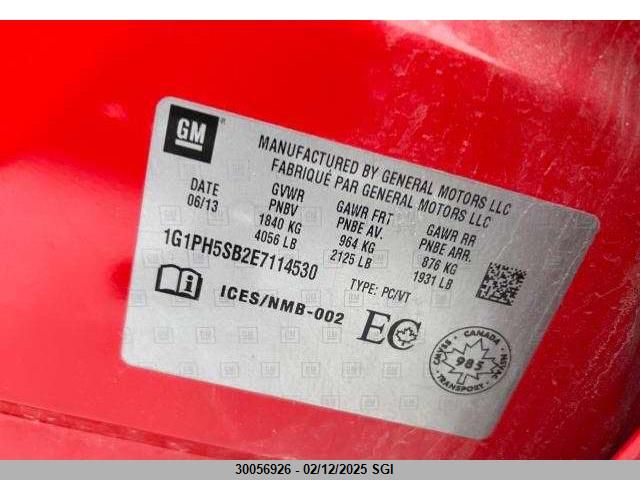 GM
MANUFACTURED BY GENERAL MOTORS LLC
FABRIQUÉ PAR GENERAL MOTORS LLC
DATE GVWR GAWR FRT GAWR RR
06/13 PNBV PNBE AV. PNBE ARR.
1840 KG 964 KG 876 KG
4056 LB 2125 LB 1931 LB
1G1PH5SB2E7114530 TYPE: PC/VT
ICES/NMB-002 EC
CANADA
CMVSS 985 NSVAC
TRANSPORT
30056926 - 02/12/2025 SGI